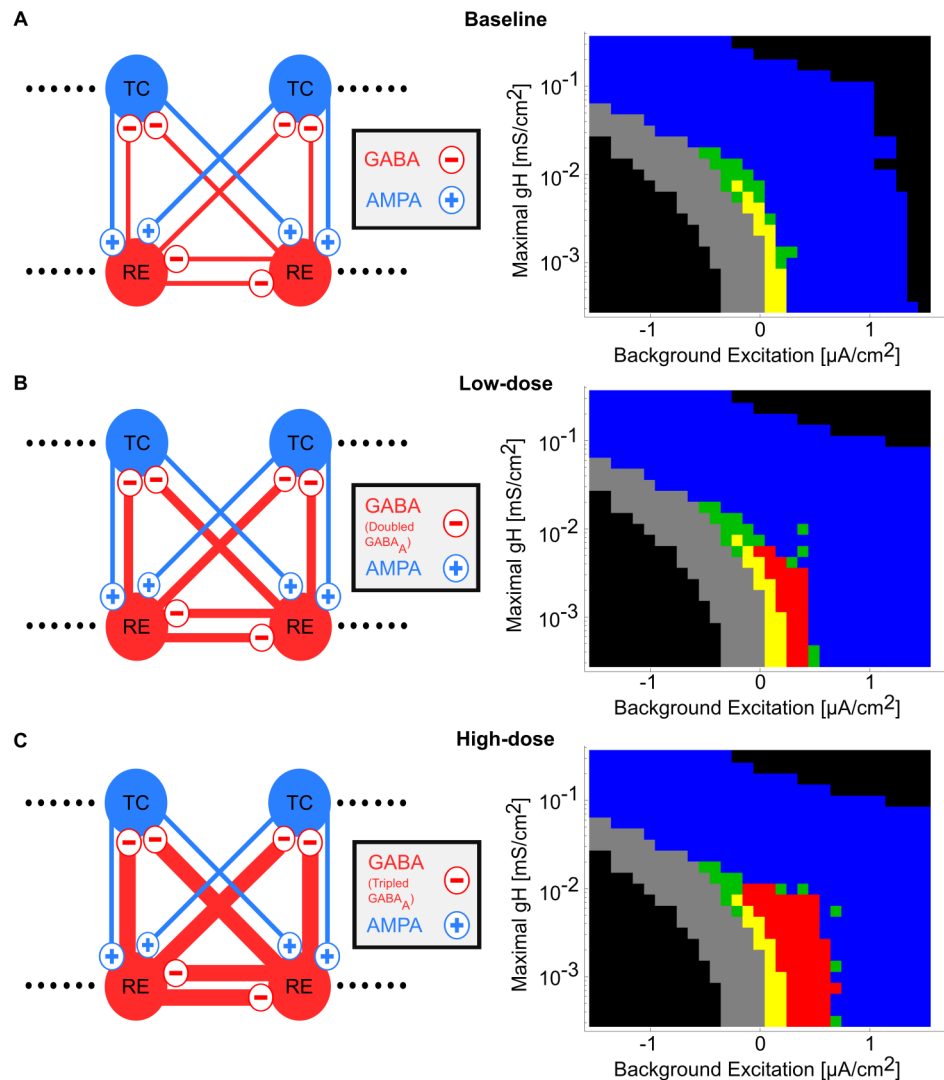 A
Baseline
TC
TC
GABA
AMPA
RE
RE
Maximal gH [mS/cm2]
10-1
10-2
10-3
-1
0
1
Background Excitation [µA/cm2]
B
Low-dose
TC
TC
GABA
(Doubled
GABAA)
AMPA
RE
RE
Maximal gH [mS/cm2]
10-1
10-2
10-3
-1
0
1
Background Excitation [µA/cm2]
C
High-dose
TC
TC
GABA
(Tripled
GABAA)
AMPA
RE
RE
Maximal gH [mS/cm2]
10-1
10-2
10-3
-1
0
1
Background Excitation [µA/cm2]